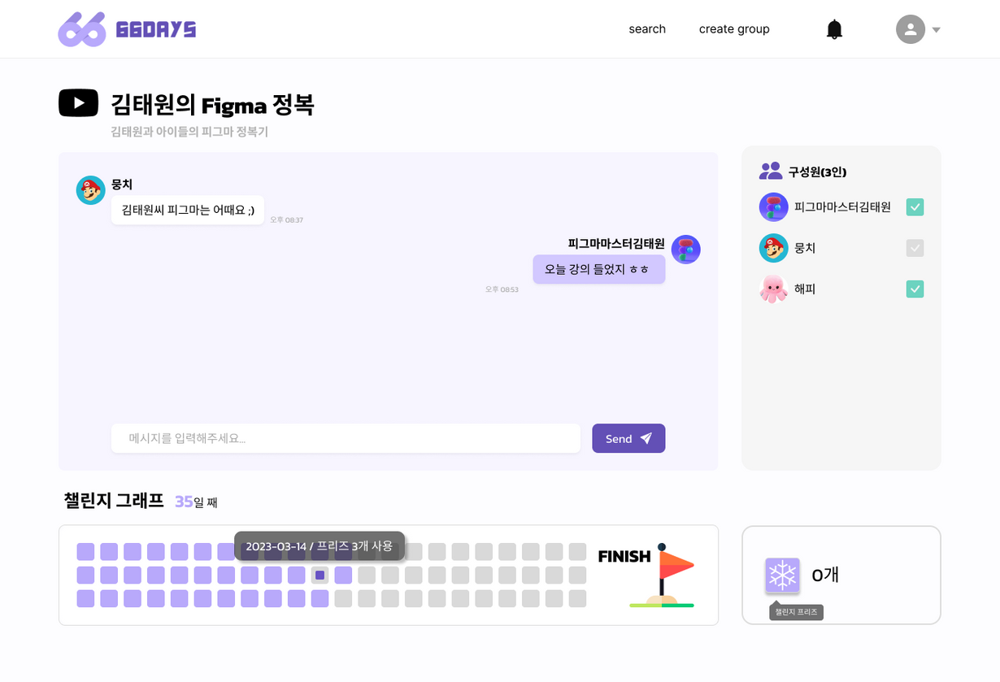 66DAYS
search
create group
김태원의 Figma 정복
김태원과 아이들의 피그마 정복기
뭉치
김태원씨 피그마는 어때요 ;)
오후 08:37
피그마마스터김태원
오늘 강의 들었지 ㅎㅎ
오후 08:53
메시지를 입력해주세요...
Send
구성원(3인)
피그마마스터김태원
뭉치
해피
챌린지 그래프 35일 째
2023-03-14 / 프리즈 3개 사용
FINISH
0개
챌린지 프리즈